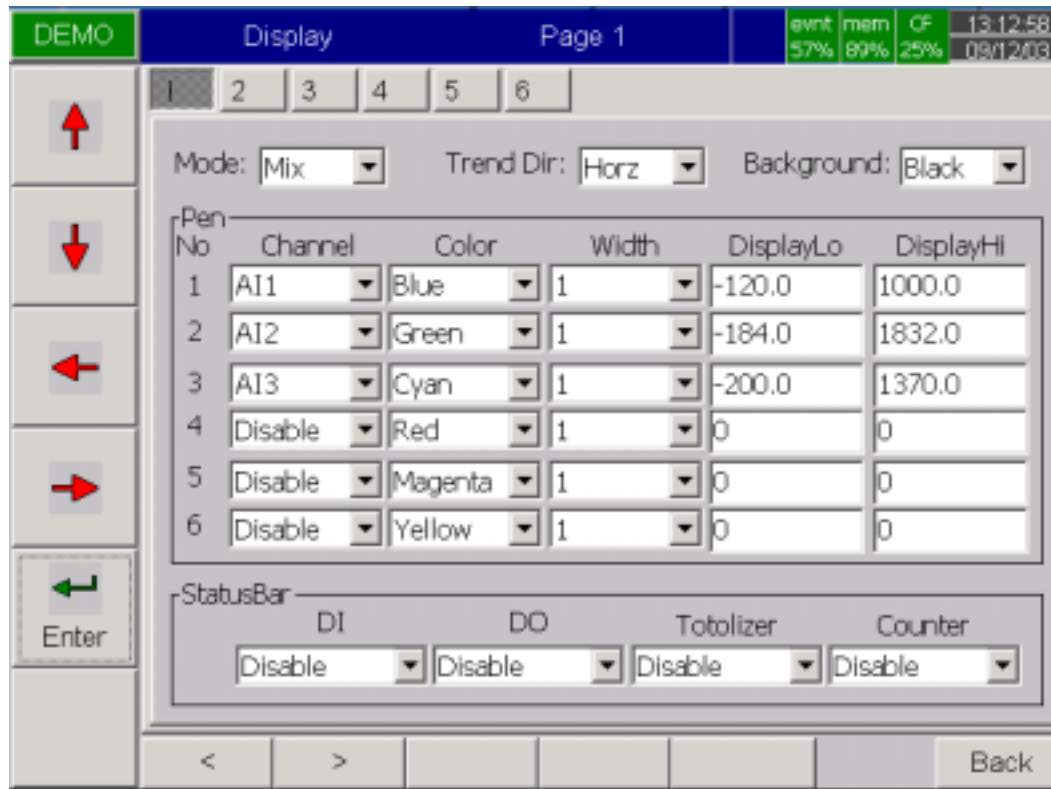 DEMO Display Page 1 evnt mem CF 13:12:58
57% 89% 25% 09/12/03
1 2 3 4 5 6
Mode: Mix Trend Dir: Horz Background: Black
Pen
No Channel Color Width DisplayLo DisplayHi
1 AI1 Blue 1 -120.0 1000.0
2 AI2 Green 1 -184.0 1832.0
3 AI3 Cyan 1 -200.0 1370.0
4 Disable Red 1 0 0
5 Disable Magenta 1 0 0
6 Disable Yellow 1 0 0
StatusBar
DI DO Totolizer Counter
Disable Disable Disable Disable
Enter
< > Back